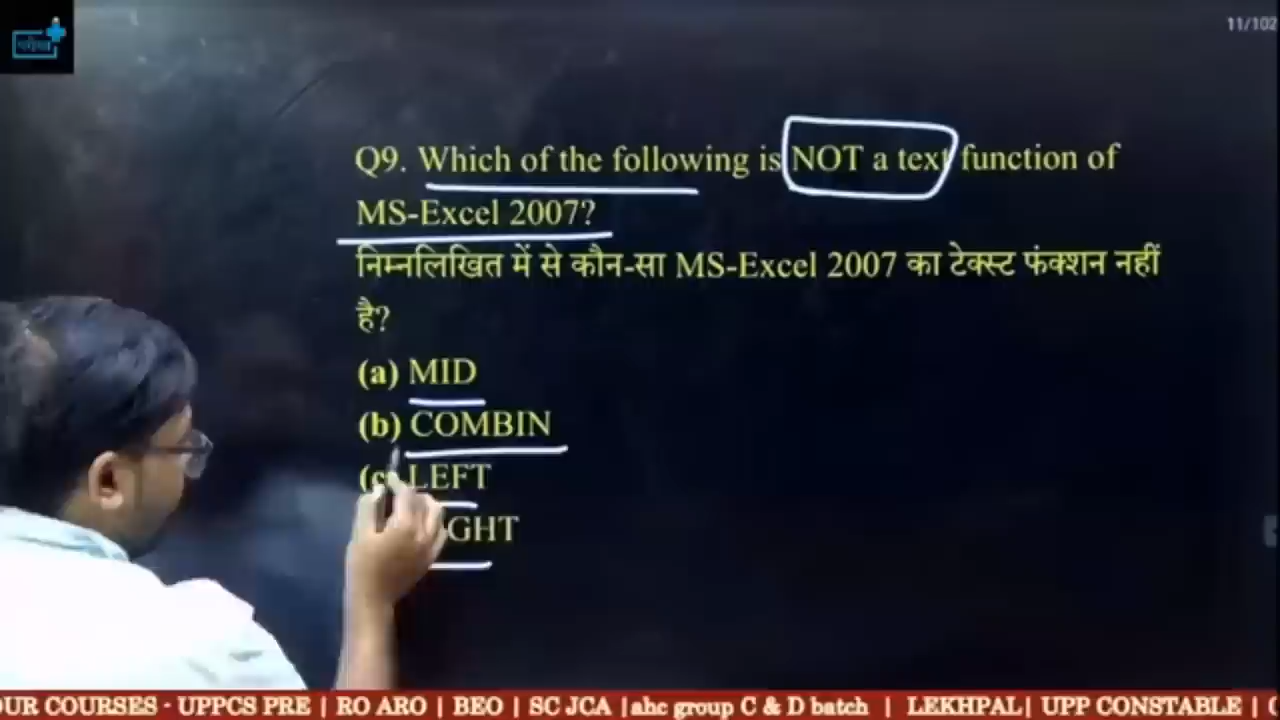 11/102
Q9. Which of the following is NOT a text function of
MS-Excel 2007?
निम्नलिखित में से कौन-सा MS-Excel 2007 का टेक्स्ट फंक्शन नहीं
है?
(a) MID
(b) COMBIN
(c) LEFT
GHT
OUR COURSES - UPPCS PRE | RO ARO | BEO | SC JCA |ahc group C & D batch | LEKHPAL| UPP CONSTABLE |